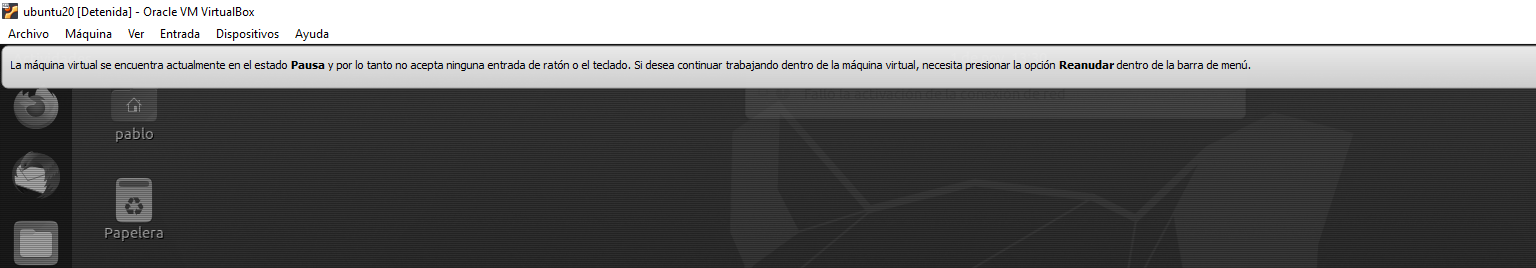 ubuntu20 [Detenida] - Oracle VM VirtualBox
Archivo Máquina Ver Entrada Dispositivos Ayuda
La máquina virtual se encuentra actualmente en el estado Pausa y por lo tanto no acepta ninguna entrada de ratón o el teclado. Si desea continuar trabajando dentro de la máquina virtual, necesita presionar la opción Reanudar dentro de la barra de menú.
pablo
Papelera